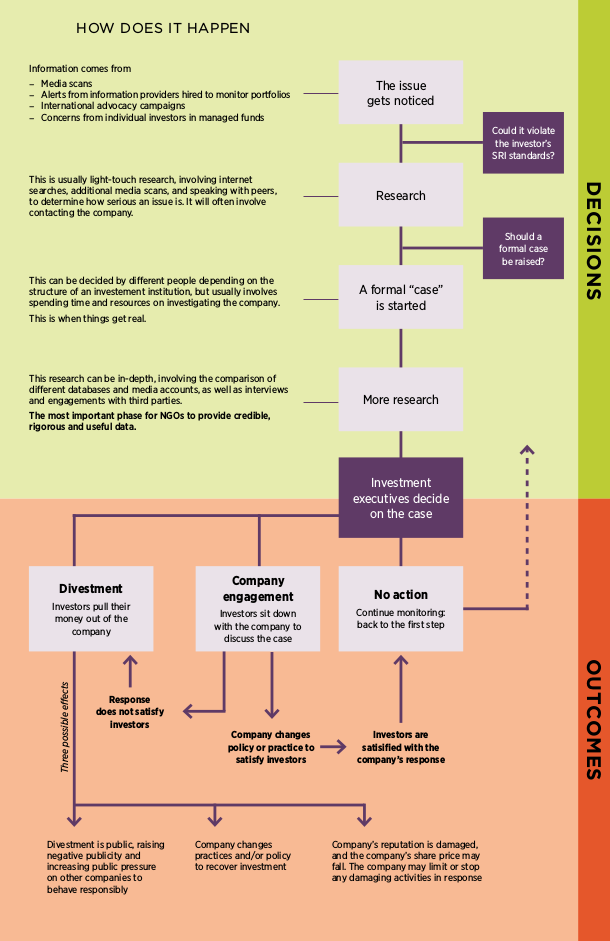 HOW DOES IT HAPPEN
Information comes from
– Media scans
– Alerts from information providers hired to monitor portfolios
– International advocacy campaigns
– Concerns from individual investors in managed funds
The issue
gets noticed
Could it violate
the investor's
SRI standards?
This is usually light-touch research, involving internet
searches, additional media scans, and speaking with peers,
to determine how serious an issue is. It will often involve
contacting the company.
Research
Should a
formal case
be raised?
This can be decided by different people depending on the
structure of an investement institution, but usually involves
spending time and resources on investigating the company.
This is when things get real.
A formal “case”
is started
This research can be in-depth, involving the comparison of
different databases and media accounts, as well as interviews
and engagements with third parties.
The most important phase for NGOs to provide credible,
rigorous and useful data.
More research
DECISIONS
Investment
executives decide
on the case
Divestment
Investors pull their
money out of the
company
Company
engagement
Investors sit down
with the company to
discuss the case
No action
Continue monitoring:
back to the first step
Three possible effects
Response
does not satisfy
investors
Company changes
policy or practice to
satisfy investors
Investors are
satisified with the
company's response
OUTCOMES
Divestment is public, raising
negative publicity and
increasing public pressure
on other companies to
behave responsibly
Company changes
practices and/or policy
to recover investment
Company's reputation is damaged,
and the company's share price may
fall. The company may limit or stop
any damaging activities in response